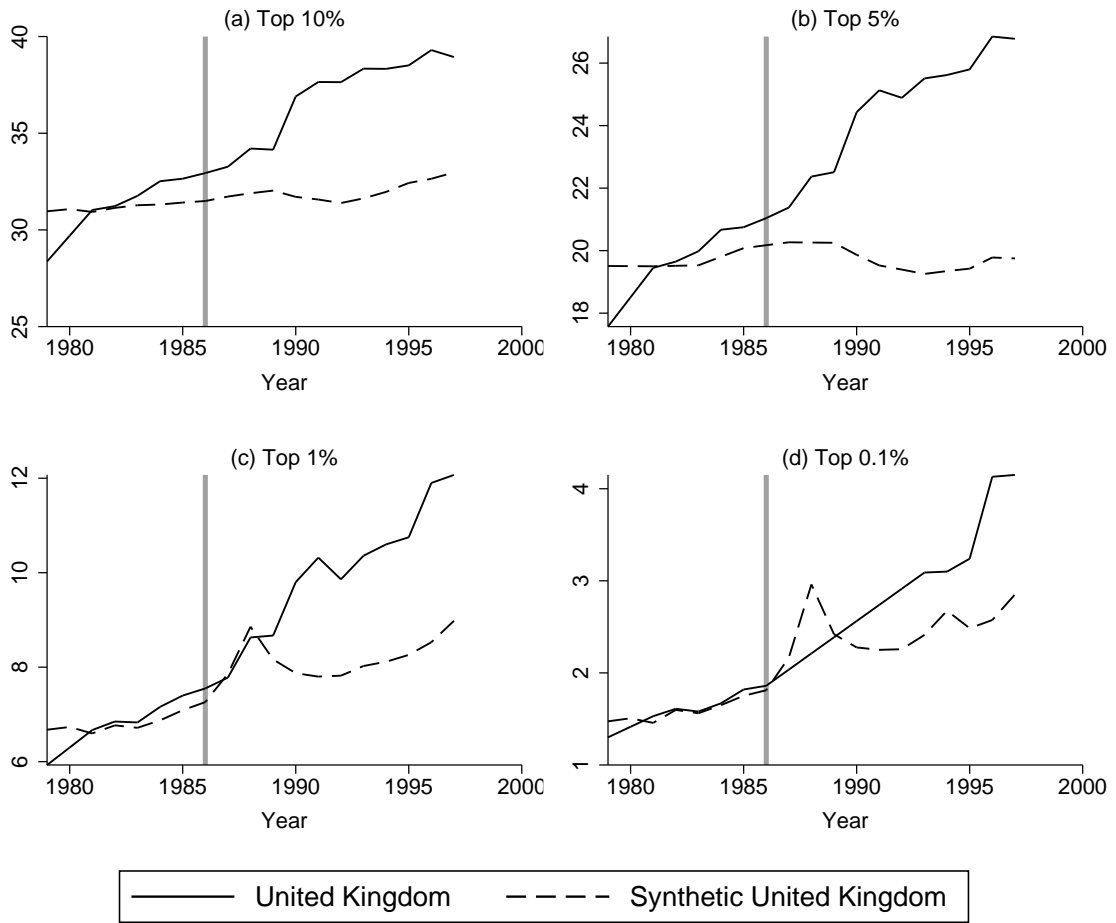 (a) Top 10%
40
35
30
25
1980 1985 1990 1995 2000
Year
(b) Top 5%
26
24
22
20
18
1980 1985 1990 1995 2000
Year
(c) Top 1%
12
10
8
6
1980 1985 1990 1995 2000
Year
(d) Top 0.1%
4
3
2
1
1980 1985 1990 1995 2000
Year
United Kingdom Synthetic United Kingdom